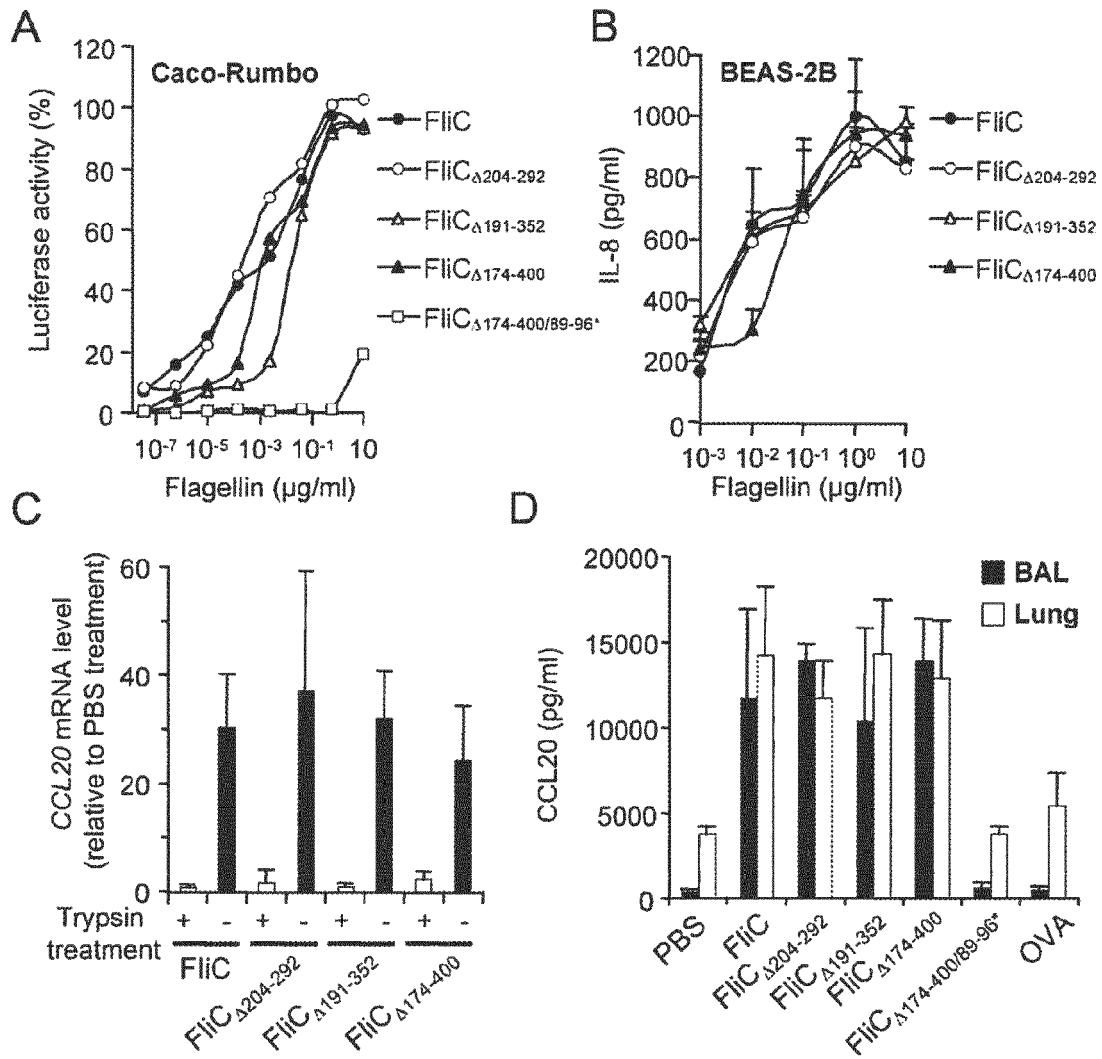 A
Caco-Rumbo
Luciferase activity (%)
120
100
80
60
40
20
0
10-7 10-5 10-3 10-1 10
Flagellin (µg/ml)
FliC
FliCΔ204-292
FliCΔ191-352
FliCΔ174-400
FliCΔ174-400/89-96*
B
BEAS-2B
IL-8 (pg/ml)
1200
1000
800
600
400
200
0
10-3 10-2 10-1 100 10
Flagellin (µg/ml)
FliC
FliCΔ204-292
FliCΔ191-352
FliCΔ174-400
C
CCL20 mRNA level
(relative to PBS treatment)
60
40
20
0
Trypsin + - + - + - + -
treatment
FliC
FliCΔ204-292
FliCΔ191-352
FliCΔ174-400
D
CCL20 (pg/ml)
20000
15000
10000
5000
0
BAL
Lung
PBS
FliC
FliCΔ204-292
FliCΔ191-352
FliCΔ174-400
FliCΔ174-400/89-96*
OVA